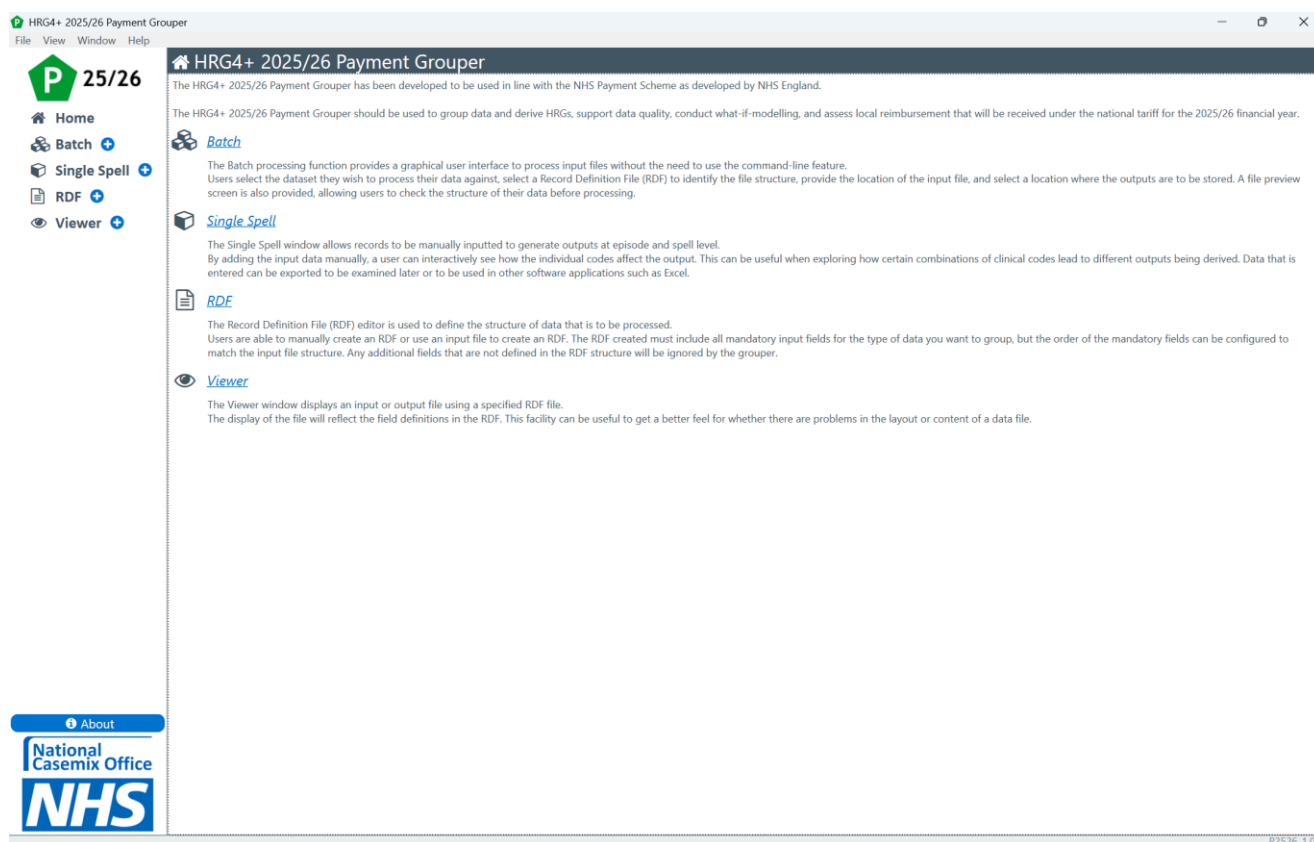 HRG4+ 2025/26 Payment Grouper
File View Window Help
P 25/26
Home
Batch
Single Spell
RDF
Viewer
HRG4+ 2025/26 Payment Grouper
The HRG4+ 2025/26 Payment Grouper has been developed to be used in line with the NHS Payment Scheme as developed by NHS England.
The HRG4+ 2025/26 Payment Grouper should be used to group data and derive HRGs, support data quality, conduct what-if-modelling, and assess local reimbursement that will be received under the national tariff for the 2025/26 financial year.
Batch
The Batch processing function provides a graphical user interface to process input files without the need to use the command-line feature.
Users select the dataset they wish to process their data against, select a Record Definition File (RDF) to identify the file structure, provide the location of the input file, and select a location where the outputs are to be stored. A file preview
screen is also provided, allowing users to check the structure of their data before processing.
Single Spell
The Single Spell window allows records to be manually inputted to generate outputs at episode and spell level.
By adding the input data manually, a user can interactively see how the individual codes affect the output. This can be useful when exploring how certain combinations of clinical codes lead to different outputs being derived. Data that is
entered can be exported to be examined later or to be used in other software applications such as Excel.
RDF
The Record Definition File (RDF) editor is used to define the structure of data that is to be processed.
Users are able to manually create an RDF or use an input file to create an RDF. The RDF created must include all mandatory input fields for the type of data you want to group, but the order of the mandatory fields can be configured to
match the input file structure. Any additional fields that are not defined in the RDF structure will be ignored by the grouper.
Viewer
The Viewer window displays an input or output file using a specified RDF file.
The display of the file will reflect the field definitions in the RDF. This facility can be useful to get a better feel for whether there are problems in the layout or content of a data file.
About
National
Casemix Office
NHS